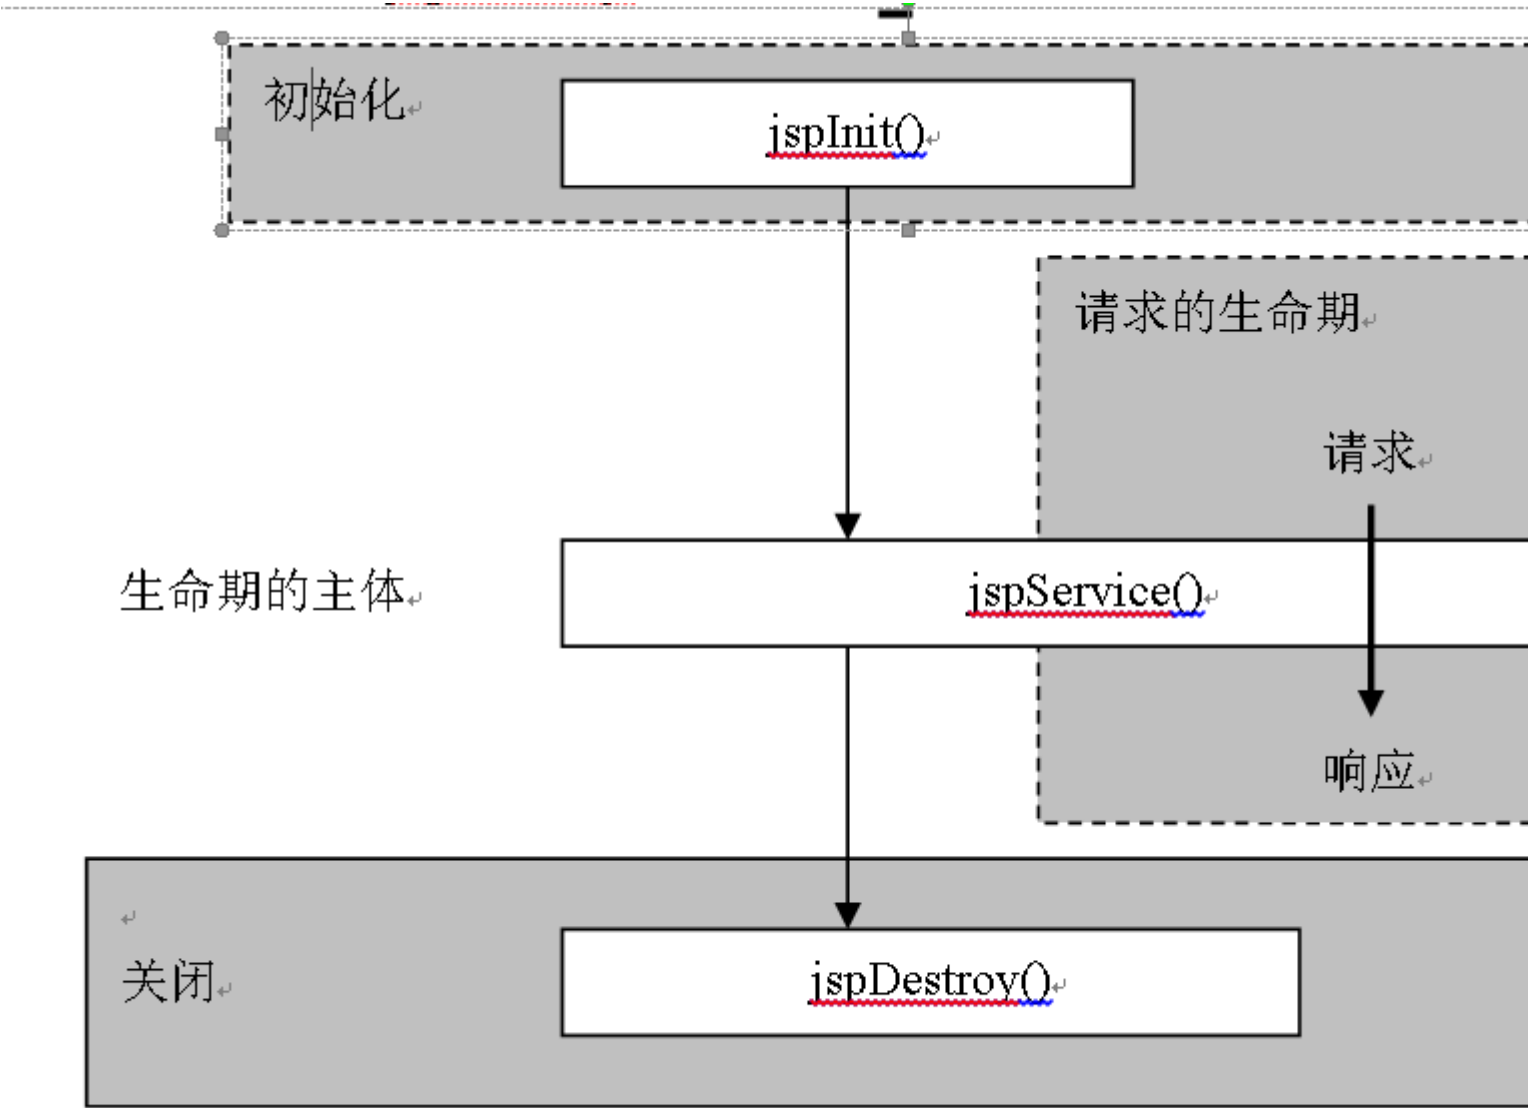 初始化
jspInit()
请求的生命期
请求
生命期的主体
jspService()
响应
关闭
jspDestroy()